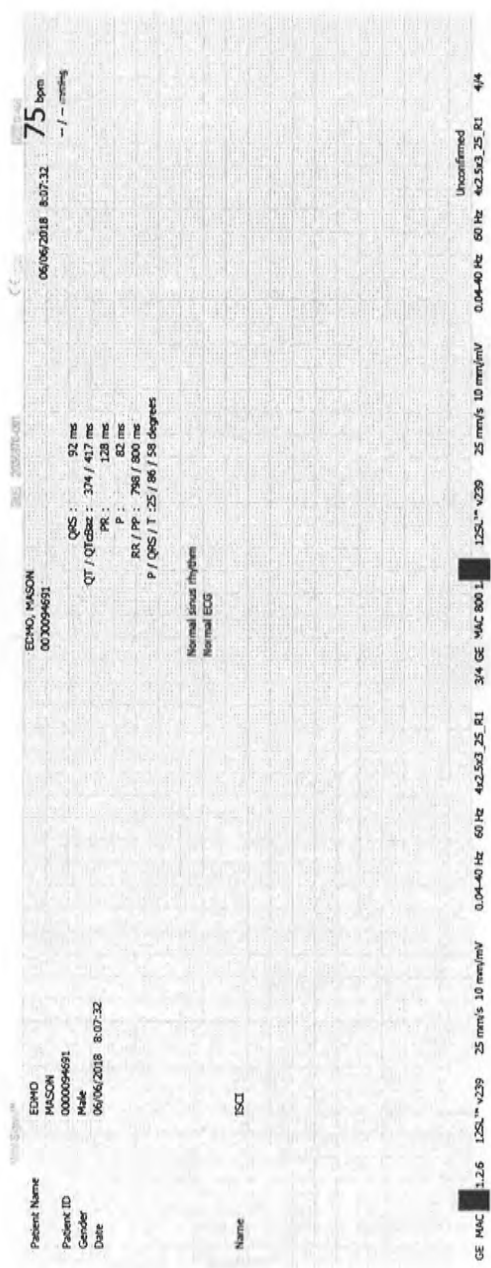 Patient Name EDMO
MASON
Patient ID 0000094691
Gender Male
Date 06/06/2018 8:07:32
Name ISCI
EDMO, MASON
0000094691
QRS : 92 ms
QT / QTcBaz : 374 / 417 ms
PR : 128 ms
P : 82 ms
RR / PP : 798 / 800 ms
P / QRS / T : 25 / 86 / 58 degrees
Normal sinus rhythm
Normal ECG
06/06/2018 8:07:32
75 bpm
-- / -- mmHg
Unconfirmed
GE MAC 1.2.6 12SL™ v239 25 mm/s 10 mm/mV 0.04-40 Hz 60 Hz 4x2.5x3_25_R1 3/4 GE MAC 800 1. 12SL™ v239 25 mm/s 10 mm/mV 0.04-40 Hz 60 Hz 4x2.5x3_25_R1 4/4